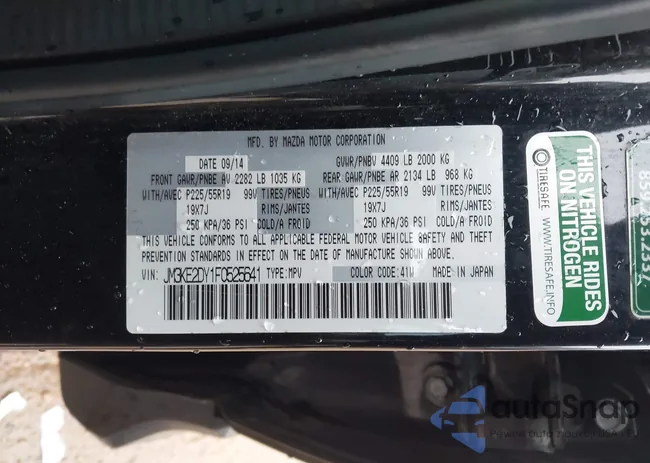 MFD. BY MAZDA MOTOR CORPORATION
DATE 09/14 GVWR/PNBV 4409 LB 2000 KG
FRONT GAWR/PNBE AV 2282 LB 1035 KG REAR GAWR/PNBE AR 2134 LB 968 KG
WITH/AVEC P225/55R19 99V TIRES/PNEUS WITH/AVEC P225/55R19 99V TIRES/PNEUS
19X7J RIMS/JANTES 19X7J RIMS/JANTES
250 KPA/36 PSI COLD/A FROID 250 KPA/36 PSI COLD/A FROID
THIS VEHICLE CONFORMS TO ALL APPLICABLE FEDERAL MOTOR VEHICLE SAFETY AND THEFT
PREVENTION STANDARDS IN EFFECT ON THE DATE OF MANUFACTURE SHOWN ABOVE.
VIN: JM3KE2DY1F0525641 TYPE:MPV COLOR CODE:41W MADE IN JAPAN
TIRESAFE
WWW.TIRESAFE.INFO
THIS VEHICLE RIDES
ON NITROGEN
autoSnap